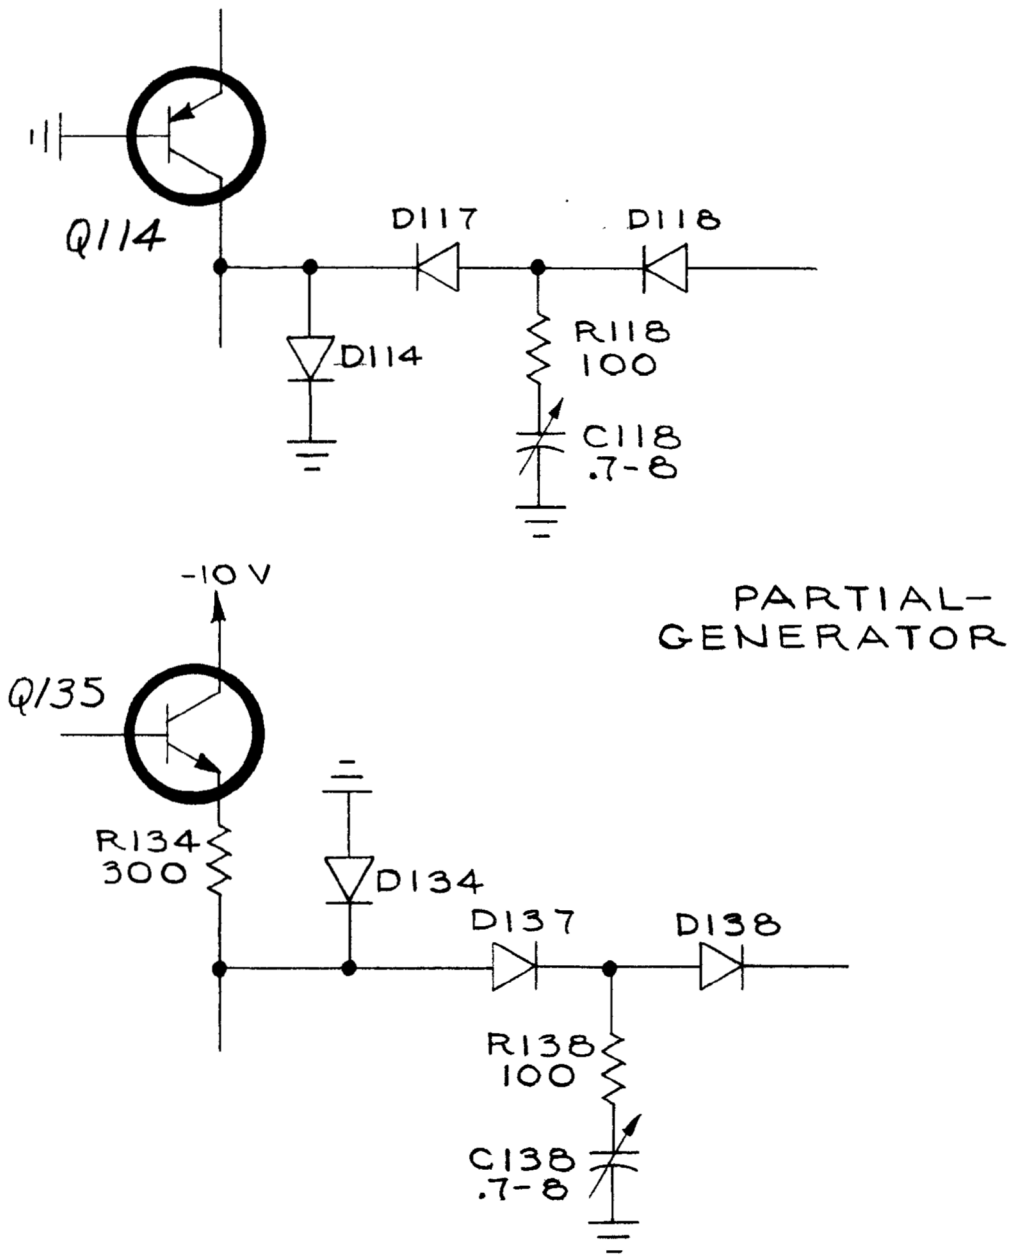 Q114
D117
D118
D114
R118
100
C118
.7-8
-10 V
PARTIAL-
GENERATOR
Q135
R134
300
D134
D137
D138
R138
100
C138
.7-8